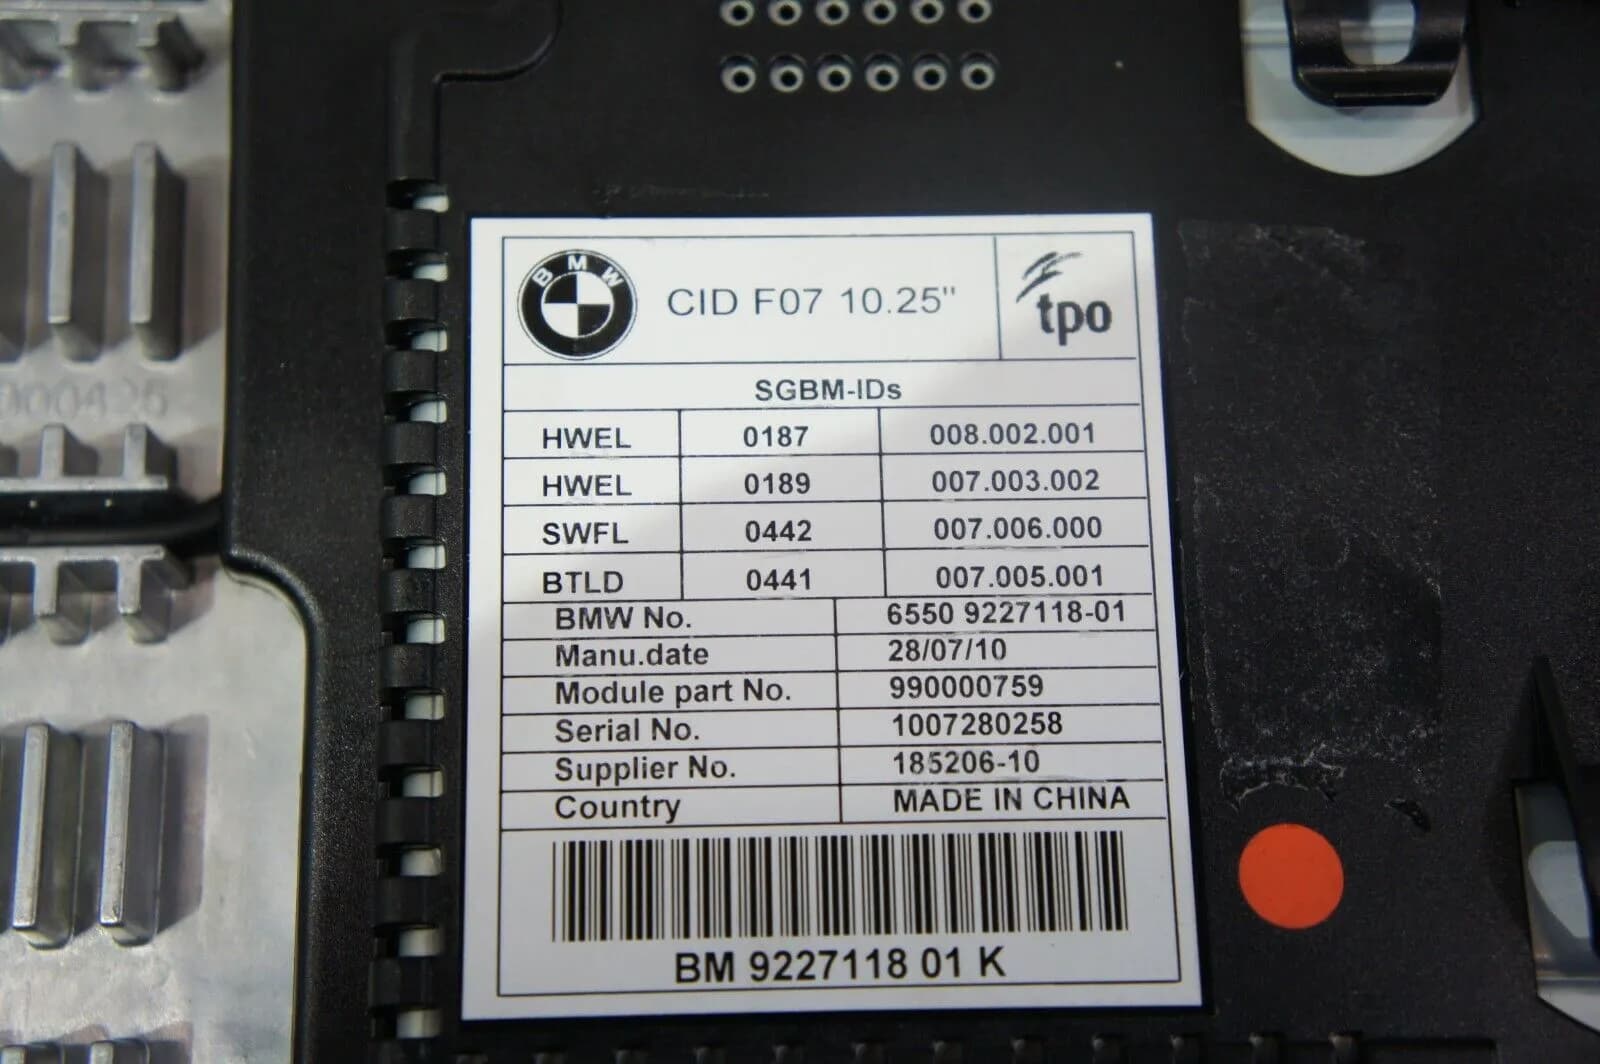 BMW
CID F07 10.25"
tpo
SGBM-IDs
HWEL 0187 008.002.001
HWEL 0189 007.003.002
SWFL 0442 007.006.000
BTLD 0441 007.005.001
BMW No. 6550 9227118-01
Manu.date 28/07/10
Module part No. 990000759
Serial No. 1007280258
Supplier No. 185206-10
Country MADE IN CHINA
BM 9227118 01 K